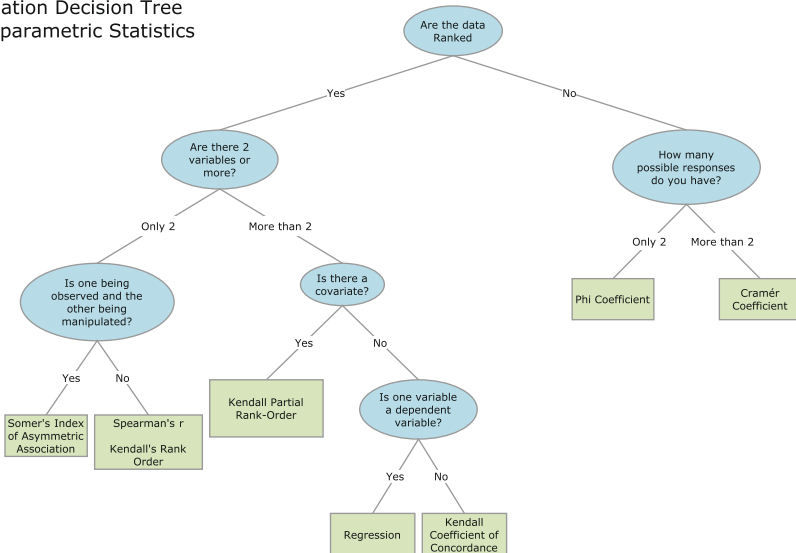 ation Decision Tree
parametric Statistics
Are the data
Ranked
Yes
No
Are there 2
variables or
more?
How many
possible responses
do you have?
Only 2
More than 2
Only 2
More than 2
Is one being
observed and the
other being
manipulated?
Is there a
covariate?
Phi Coefficient
Cramér
Coefficient
Yes
No
Yes
No
Kendall Partial
Rank-Order
Is one variable
a dependent
variable?
Somer's Index
of Asymmetric
Association
Spearman's r
Kendall's Rank
Order
Yes
No
Regression
Kendall
Coefficient of
Concordance